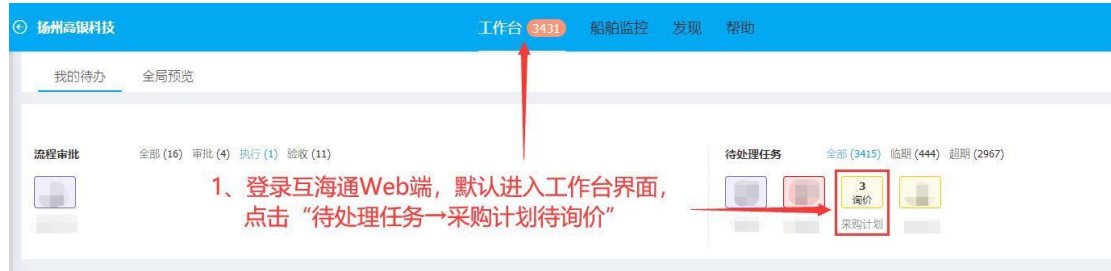 扬州高银科技
工作台 3431 船舶监控 发现 帮助
我的待办 全局预览
流程审批 全部 (16) 审批 (4) 执行 (1) 验收 (11)
待处理任务 全部 (3415) 临期 (444) 超期 (2967)
3
询价
采购计划
1、登录互海通Web端，默认进入工作台界面，
点击“待处理任务→采购计划待询价”